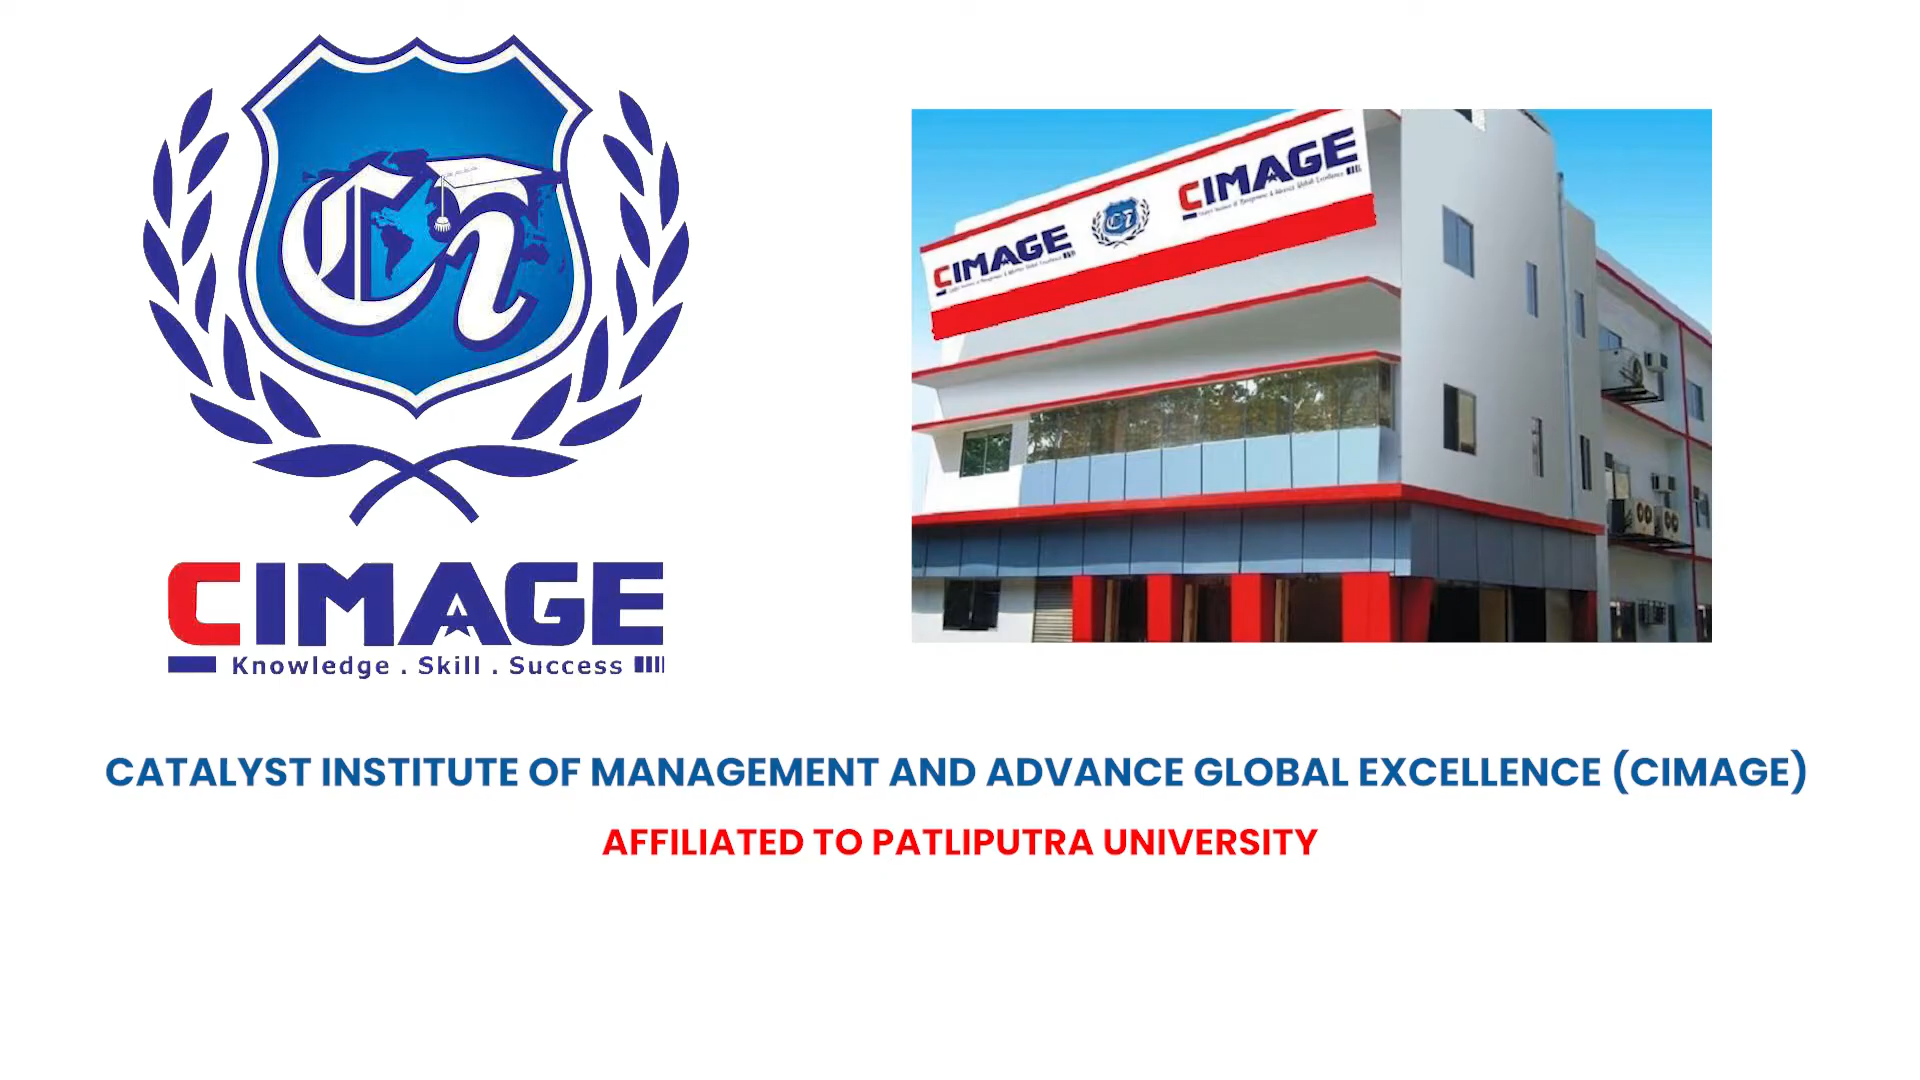 CIMAGE
Knowledge . Skill . Success
CIMAGE
CIMAGE
CATALYST INSTITUTE OF MANAGEMENT AND ADVANCE GLOBAL EXCELLENCE (CIMAGE)
AFFILIATED TO PATLIPUTRA UNIVERSITY